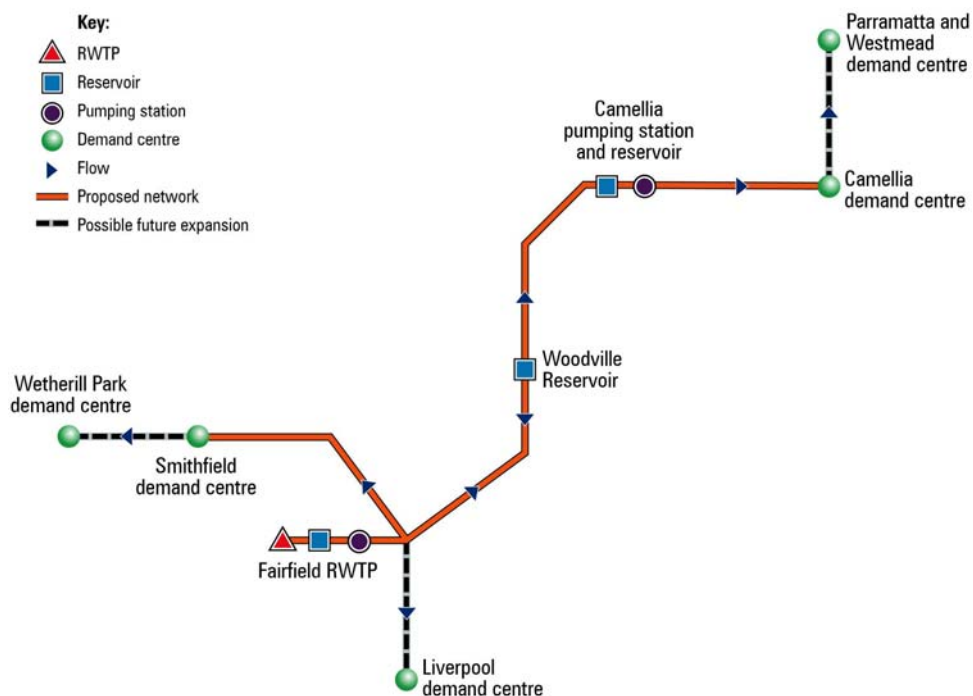 Key:
RWTP
Reservoir
Pumping station
Demand centre
Flow
Proposed network
Possible future expansion
Parramatta and
Westmead
demand centre
Camellia
pumping station
and reservoir
Camellia
demand centre
Woodville
Reservoir
Wetherill Park
demand centre
Smithfield
demand centre
Fairfield RWTP
Liverpool
demand centre